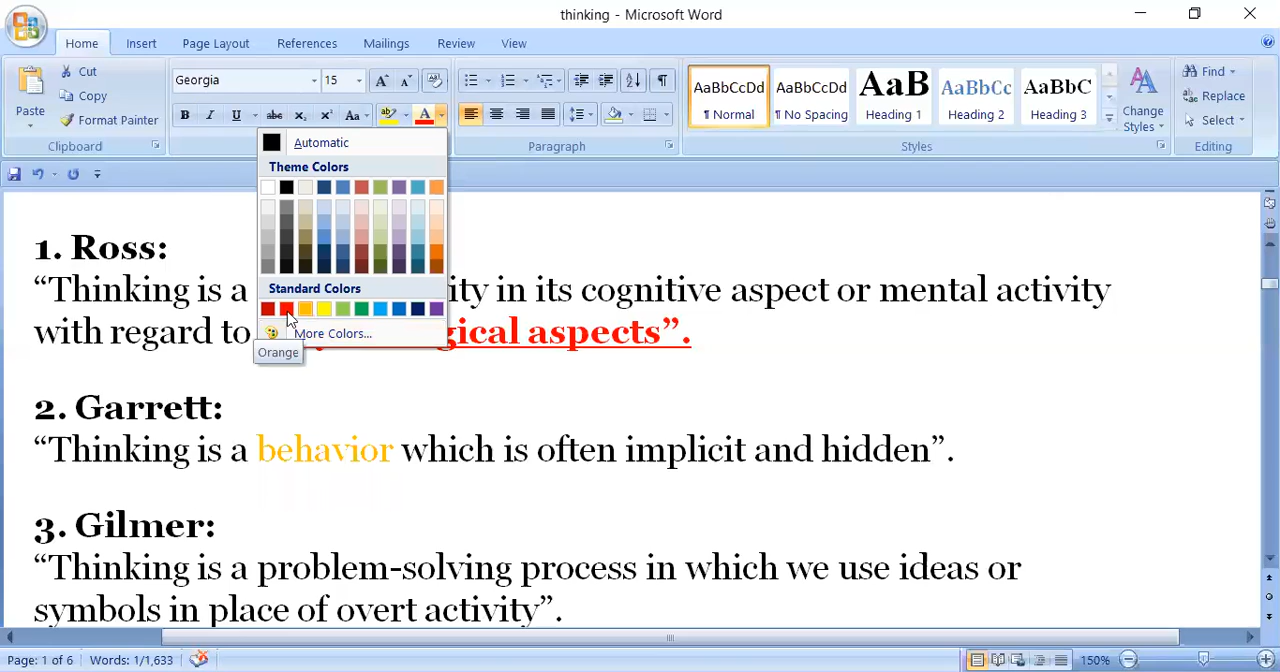 thinking - Microsoft Word
Home Insert Page Layout References Mailings Review View
Paste
Cut
Copy
Format Painter
Clipboard
Georgia 15
B I U abc X₂ X² Aa ab A
Paragraph
AaBbCcDd AaBbCcDd AaB AaBbCc AaBbC
¶ Normal ¶ No Spacing Heading 1 Heading 2 Heading 3
Change Styles
Styles
Find
Replace
Select
Editing
Automatic
Theme Colors
Standard Colors
More Colors...
Orange
1. Ross:
“Thinking is a ity in its cognitive aspect or mental activity
with regard to gical aspects”.
2. Garrett:
“Thinking is a behavior which is often implicit and hidden”.
3. Gilmer:
“Thinking is a problem-solving process in which we use ideas or
symbols in place of overt activity”.
Page: 1 of 6 Words: 1/1,633 150%